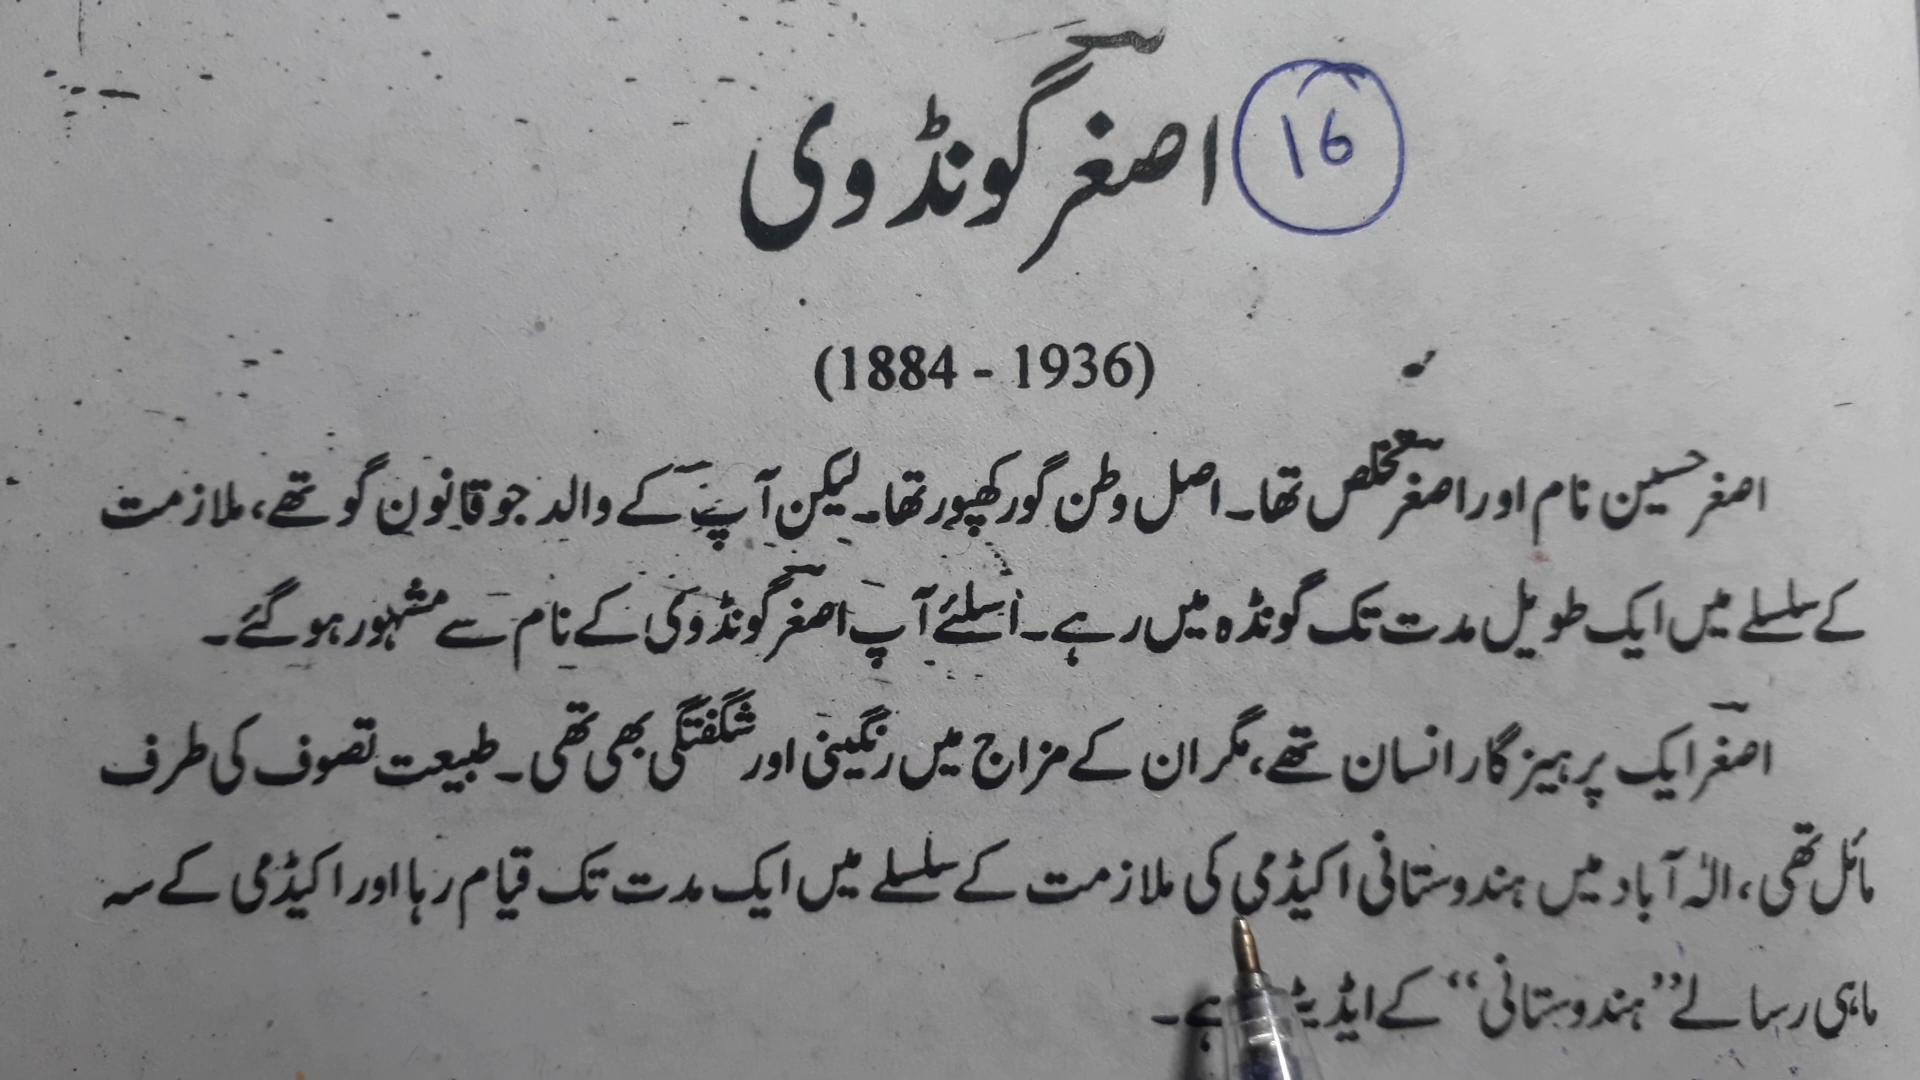 اصغرؔ گونڈوی
16
(1884 - 1936)
اصغر حسین نام اور اصغرؔ تخلص تھا۔ اصل وطن گورکھپور تھا۔ لیکن آپ کے والد جو قانون گو تھے، ملازمت
کے سلسلے میں ایک طویل مدت تک گونڈہ میں رہے۔ اسلئے آپ اصغرؔ گونڈوی کے نام سے مشہور ہو گئے۔
اصغرؔ ایک پرہیز گار انسان تھے، مگر ان کے مزاج میں رنگینی اور شگفتگی بھی تھی۔ طبیعت تصوف کی طرف
مائل تھی، الہٰ آباد میں ہندوستانی اکیڈمی کی ملازمت کے سلسلے میں ایک مدت تک قیام رہا اور اکیڈمی کے سہ
ماہی رسالے ”ہندوستانی“ کے